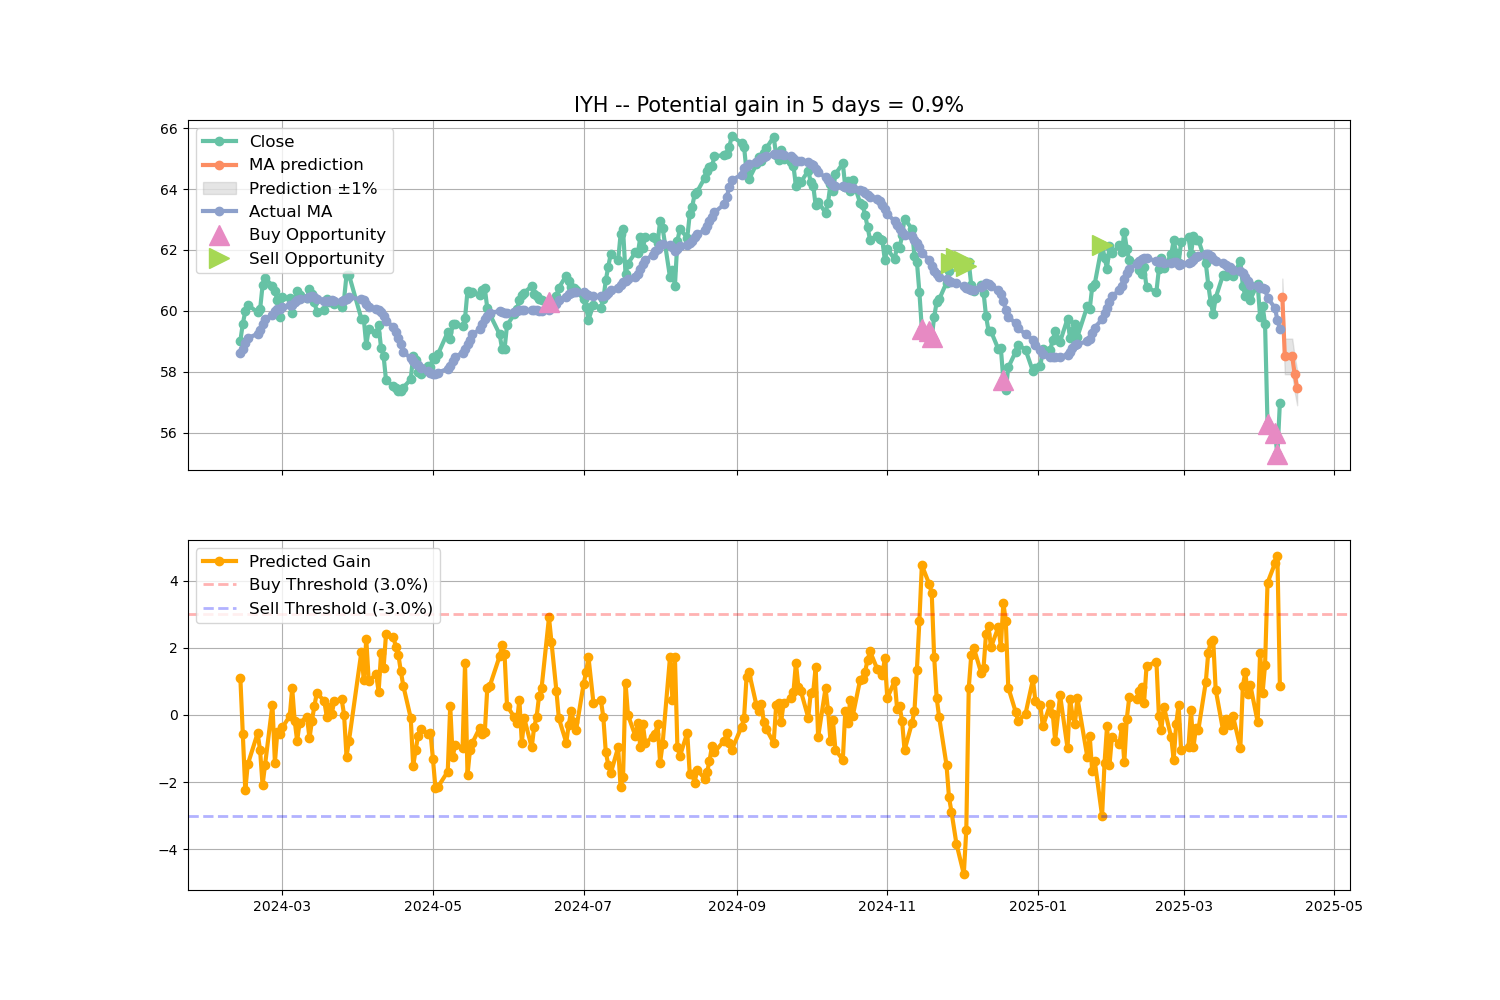 IYH -- Potential gain in 5 days = 0.9%
66
64
62
60
58
56
Close
MA prediction
Prediction ±1%
Actual MA
Buy Opportunity
Sell Opportunity
4
2
0
−2
−4
Predicted Gain
Buy Threshold (3.0%)
Sell Threshold (-3.0%)
2024-03 2024-05 2024-07 2024-09 2024-11 2025-01 2025-03 2025-05